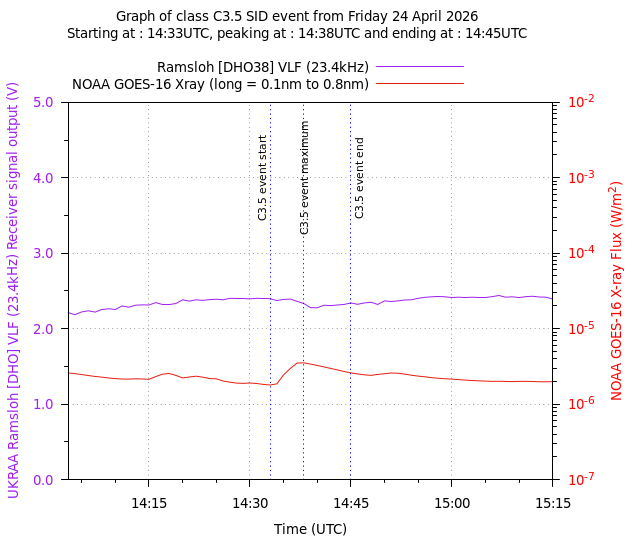 Graph of class C3.5 SID event from Friday 24 April 2026
Starting at : 14:33UTC, peaking at : 14:38UTC and ending at : 14:45UTC
Ramsloh [DHO38] VLF (23.4kHz)
NOAA GOES-16 Xray (long = 0.1nm to 0.8nm)
UKRAA Ramsloh [DHO] VLF (23.4kHz) Receiver signal output (V)
5.0
4.0
3.0
2.0
1.0
0.0
C3.5 event start
C3.5 event maximum
C3.5 event end
10-2
10-3
10-4
10-5
10-6
10-7
NOAA GOES-16 X-ray Flux (W/m2)
14:15
14:30
14:45
15:00
15:15
Time (UTC)